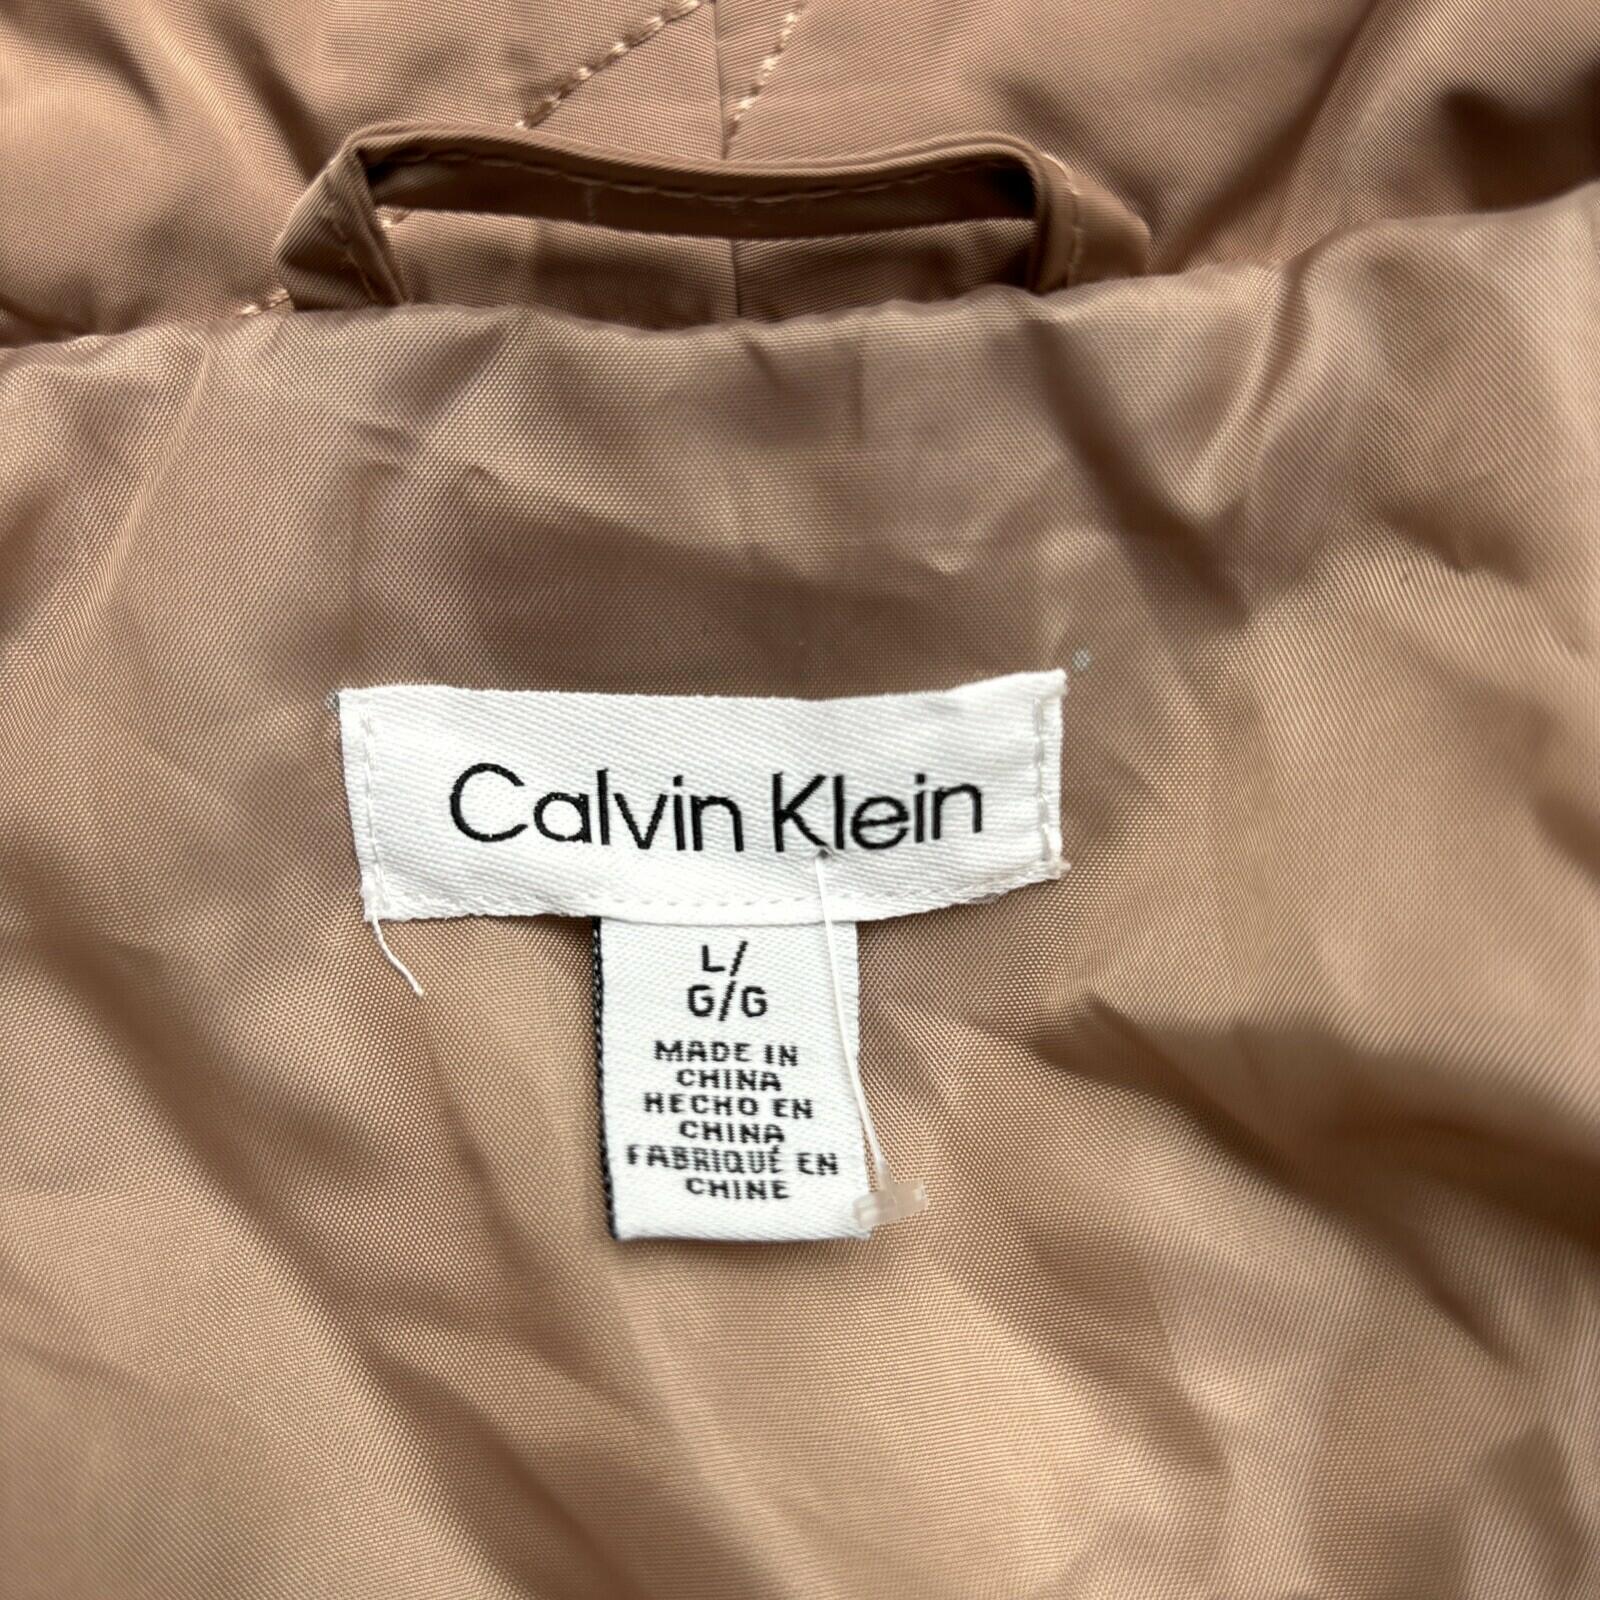 Calvin Klein
L/
G/G
MADE IN
CHINA
HECHO EN
CHINA
FABRIQUÉ EN
CHINE